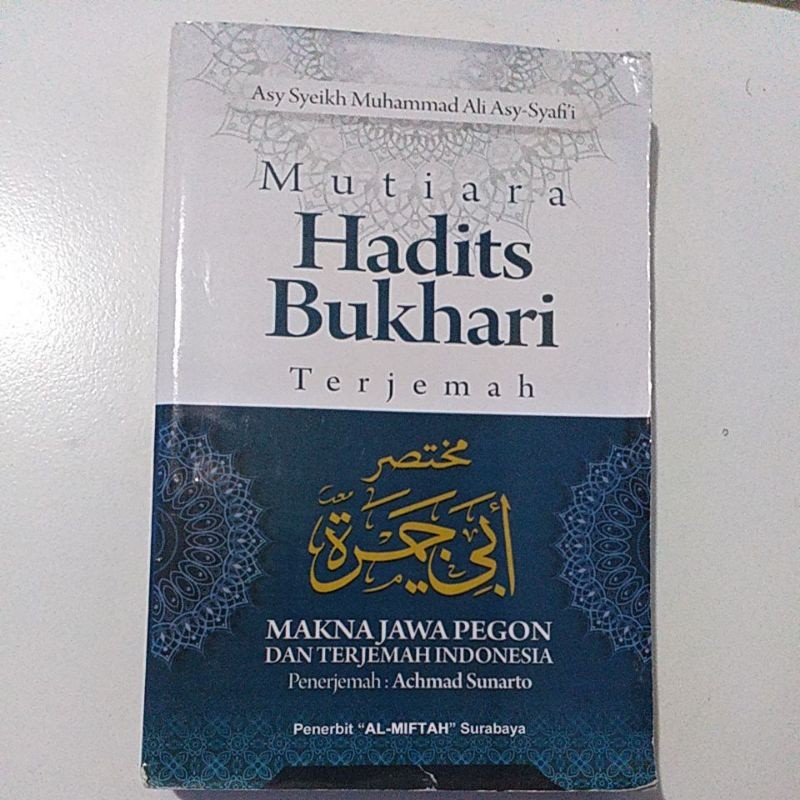 Asy Syeikh Muhammad Ali Asy-Syafi'i
Mutiara
Hadits
Bukhari
Terjemah
مختصر
أبي جمرة
MAKNA JAWA PEGON
DAN TERJEMAH INDONESIA
Penerjemah : Achmad Sunarto
Penerbit “AL-MIFTAH” Surabaya